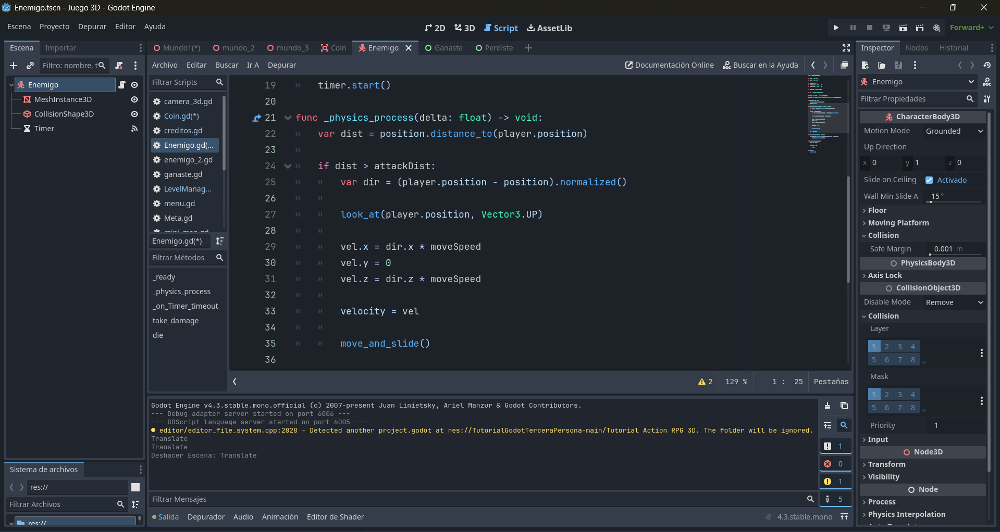 Enemigo.tscn - Juego 3D - Godot Engine
Escena Proyecto Depurar Editor Ayuda
2D 3D Script AssetLib
Forward+
Escena Importar
Filtro: nombre, t
Enemigo
MeshInstance3D
CollisionShape3D
Timer
Sistema de archivos
res://
Filtrar Archivos
res://
Mundo1(*) mundo_2 mundo_3 Coin Enemigo Ganaste Perdiste
Archivo Editar Buscar Ir A Depurar
Documentación Online Buscar en la Ayuda
Filtrar Scripts
camera_3d.gd
Coin.gd(*)
creditos.gd
Enemigo.gd(...
enemigo_2.gd
ganaste.gd
LevelManag...
menu.gd
Meta.gd
mini_map.gd
Enemigo.gd(*)
Filtrar Métodos
_ready
_physics_process
_on_Timer_timeout
take_damage
die
19 timer.start()
20
21 func _physics_process(delta: float) -> void:
22 var dist = position.distance_to(player.position)
23
24 if dist > attackDist:
25 var dir = (player.position - position).normalized()
26
27 look_at(player.position, Vector3.UP)
28
29 vel.x = dir.x * moveSpeed
30 vel.y = 0
31 vel.z = dir.z * moveSpeed
32
33 velocity = vel
34
35 move_and_slide()
36
2 129 % 1 : 25 Pestañas
Godot Engine v4.3.stable.mono.official (c) 2007-present Juan Linietsky, Ariel Manzur & Godot Contributors.
--- Debug adapter server started on port 6006 ---
--- GDScript language server started on port 6005 ---
editor/editor_file_system.cpp:2828 - Detected another project.godot at res://TutorialGodotTerceraPersona-main/Tutorial Action RPG 3D. The folder will be ignored.
Translate
Translate
Deshacer Escena: Translate
1
0
1
5
Filtrar Mensajes
Salida Depurador Audio Animación Editor de Shader
4.3.stable.mono
Inspector Nodos Historial
Enemigo
Filtrar Propiedades
CharacterBody3D
Motion Mode Grounded
Up Direction
x 0 y 1 z 0
Slide on Ceiling Activado
Wall Min Slide A 15 °
Floor
Moving Platform
Collision
Safe Margin 0.001 m
PhysicsBody3D
Axis Lock
CollisionObject3D
Disable Mode Remove
Collision
Layer
1 2 3 4
5 6 7 8
Mask
1 2 3 4
5 6 7 8
Priority 1
Input
Node3D
Transform
Visibility
Node
Process
Physics Interpolation